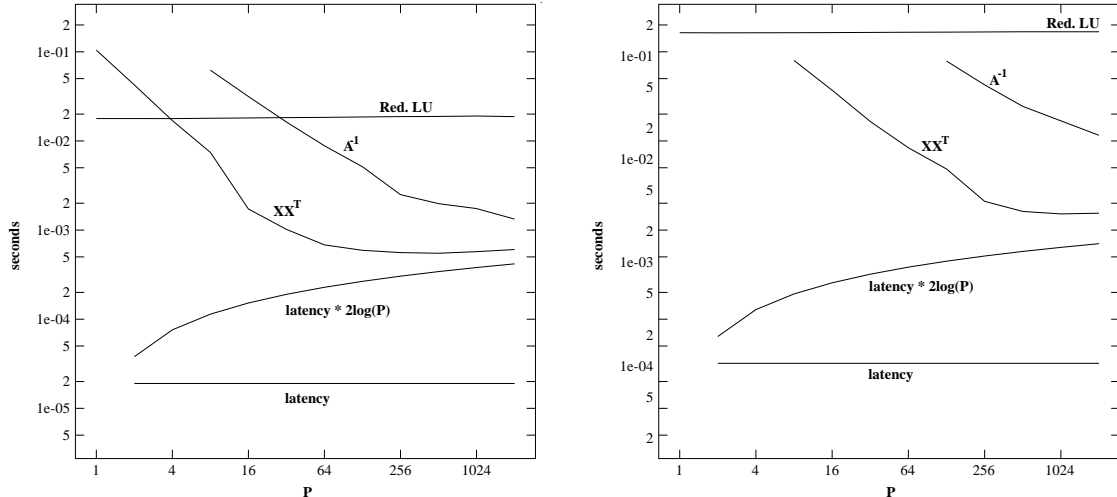 2
1e-01
5
2
1e-02
5
2
1e-03
5
2
1e-04
5
2
1e-05
5
seconds
Red. LU
A-1
XXT
latency * 2log(P)
latency
1 4 16 64 256 1024
P
2
1e-01
5
2
1e-02
5
2
1e-03
5
2
1e-04
5
2
seconds
Red. LU
A-1
XXT
latency * 2log(P)
latency
1 4 16 64 256 1024
P